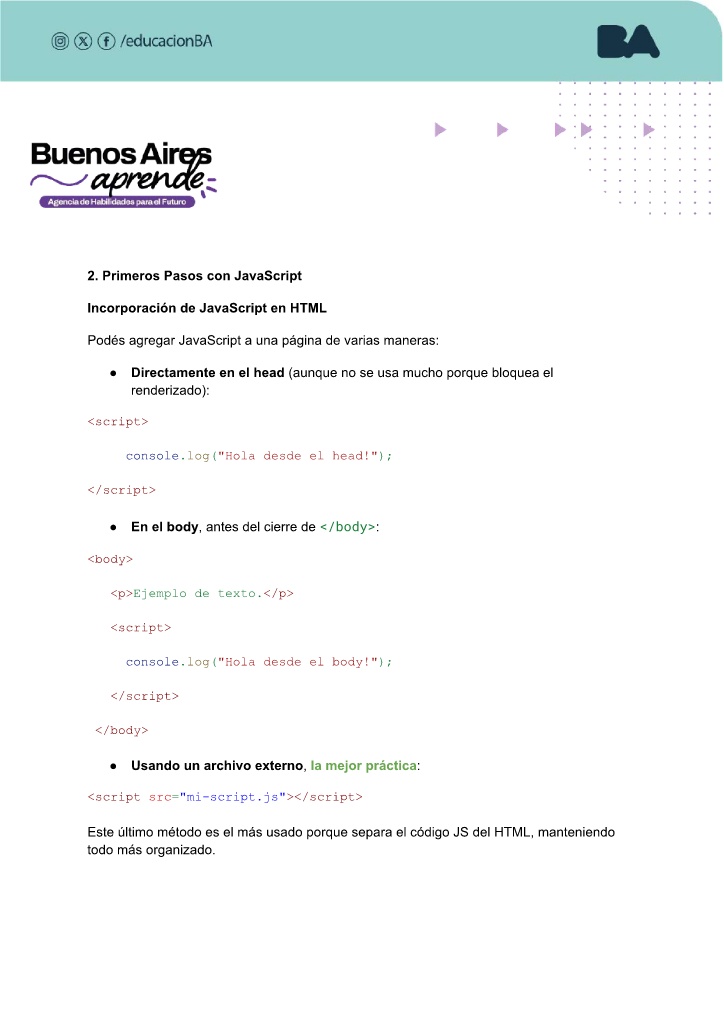 /educacionBA
BA
Buenos Aires
aprende
Agencia de Habilidades para el Futuro
2. Primeros Pasos con JavaScript
Incorporación de JavaScript en HTML
Podés agregar JavaScript a una página de varias maneras:
● Directamente en el head (aunque no se usa mucho porque bloquea el
renderizado):
<script>
console.log("Hola desde el head!");
</script>
● En el body, antes del cierre de </body>:
<body>
<p>Ejemplo de texto.</p>
<script>
console.log("Hola desde el body!");
</script>
</body>
● Usando un archivo externo, la mejor práctica:
<script src="mi-script.js"></script>
Este último método es el más usado porque separa el código JS del HTML, manteniendo
todo más organizado.